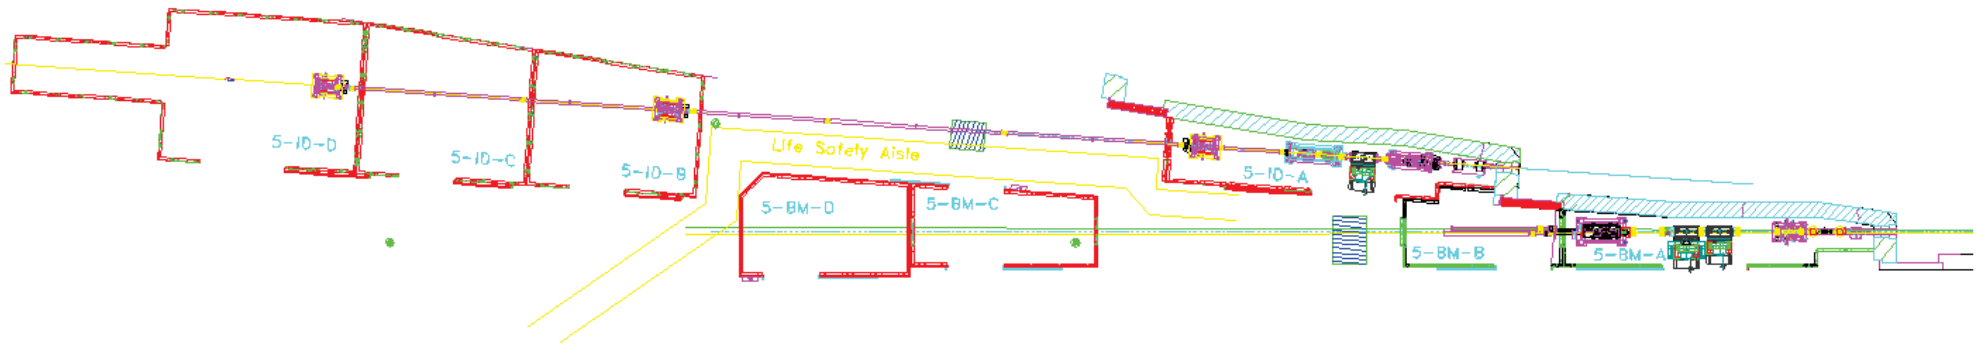 5-ID-D
5-ID-C
5-ID-B
Life Safety Aisle
5-ID-A
5-BM-D
5-BM-C
5-BM-B
5-BM-A